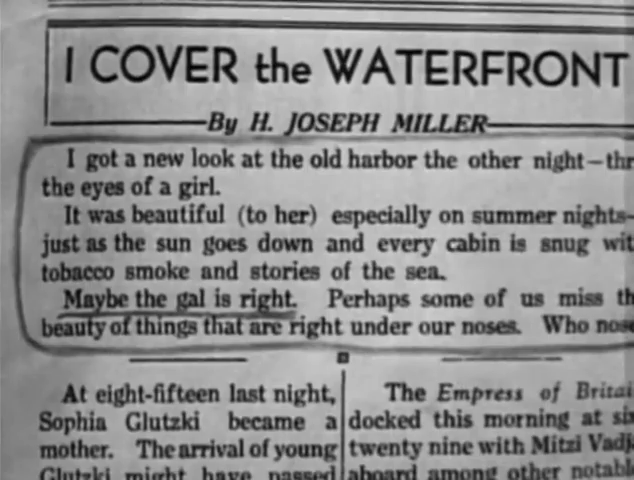 I COVER the WATERFRONT
By H. JOSEPH MILLER
I got a new look at the old harbor the other night—thr
the eyes of a girl.
It was beautiful (to her) especially on summer nights—
just as the sun goes down and every cabin is snug wit
tobacco smoke and stories of the sea.
Maybe the gal is right. Perhaps some of us miss th
beauty of things that are right under our noses. Who nose
At eight-fifteen last night,
Sophia Glutzki became a
mother. The arrival of young
Glutzki might have passed
The Empress of Britai
docked this morning at six
twenty nine with Mitzi Vadj
aboard among other notabl